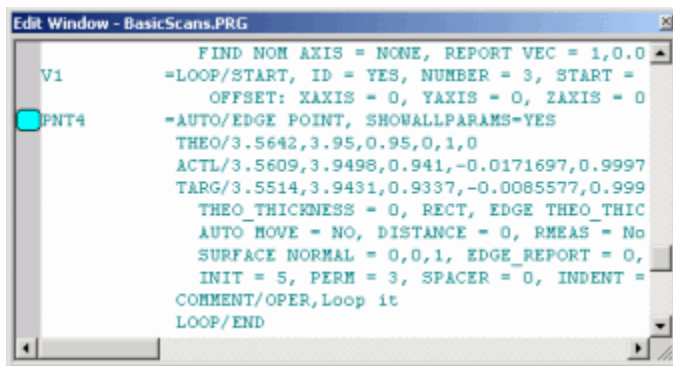 Edit Window - BasicScans.PRG
FIND NOM AXIS = NONE, REPORT VEC = 1,0.0
V1 =LOOP/START, ID = YES, NUMBER = 3, START =
OFFSET: XAXIS = 0, YAXIS = 0, ZAXIS = 0
PNT4 =AUTO/EDGE POINT, SHOWALLPARAMS=YES
THEO/3.5642,3.95,0.95,0,1,0
ACTL/3.5609,3.9498,0.941,-0.0171697,0.9997
TARG/3.5514,3.9431,0.9337,-0.0085577,0.999
THEO_THICKNESS = 0, RECT, EDGE THEO_THIC
AUTO MOVE = NO, DISTANCE = 0, RMEAS = No
SURFACE NORMAL = 0,0,1, EDGE_REPORT = 0,
INIT = 5, PERM = 3, SPACER = 0, INDENT =
COMMENT/OPER,Loop it
LOOP/END